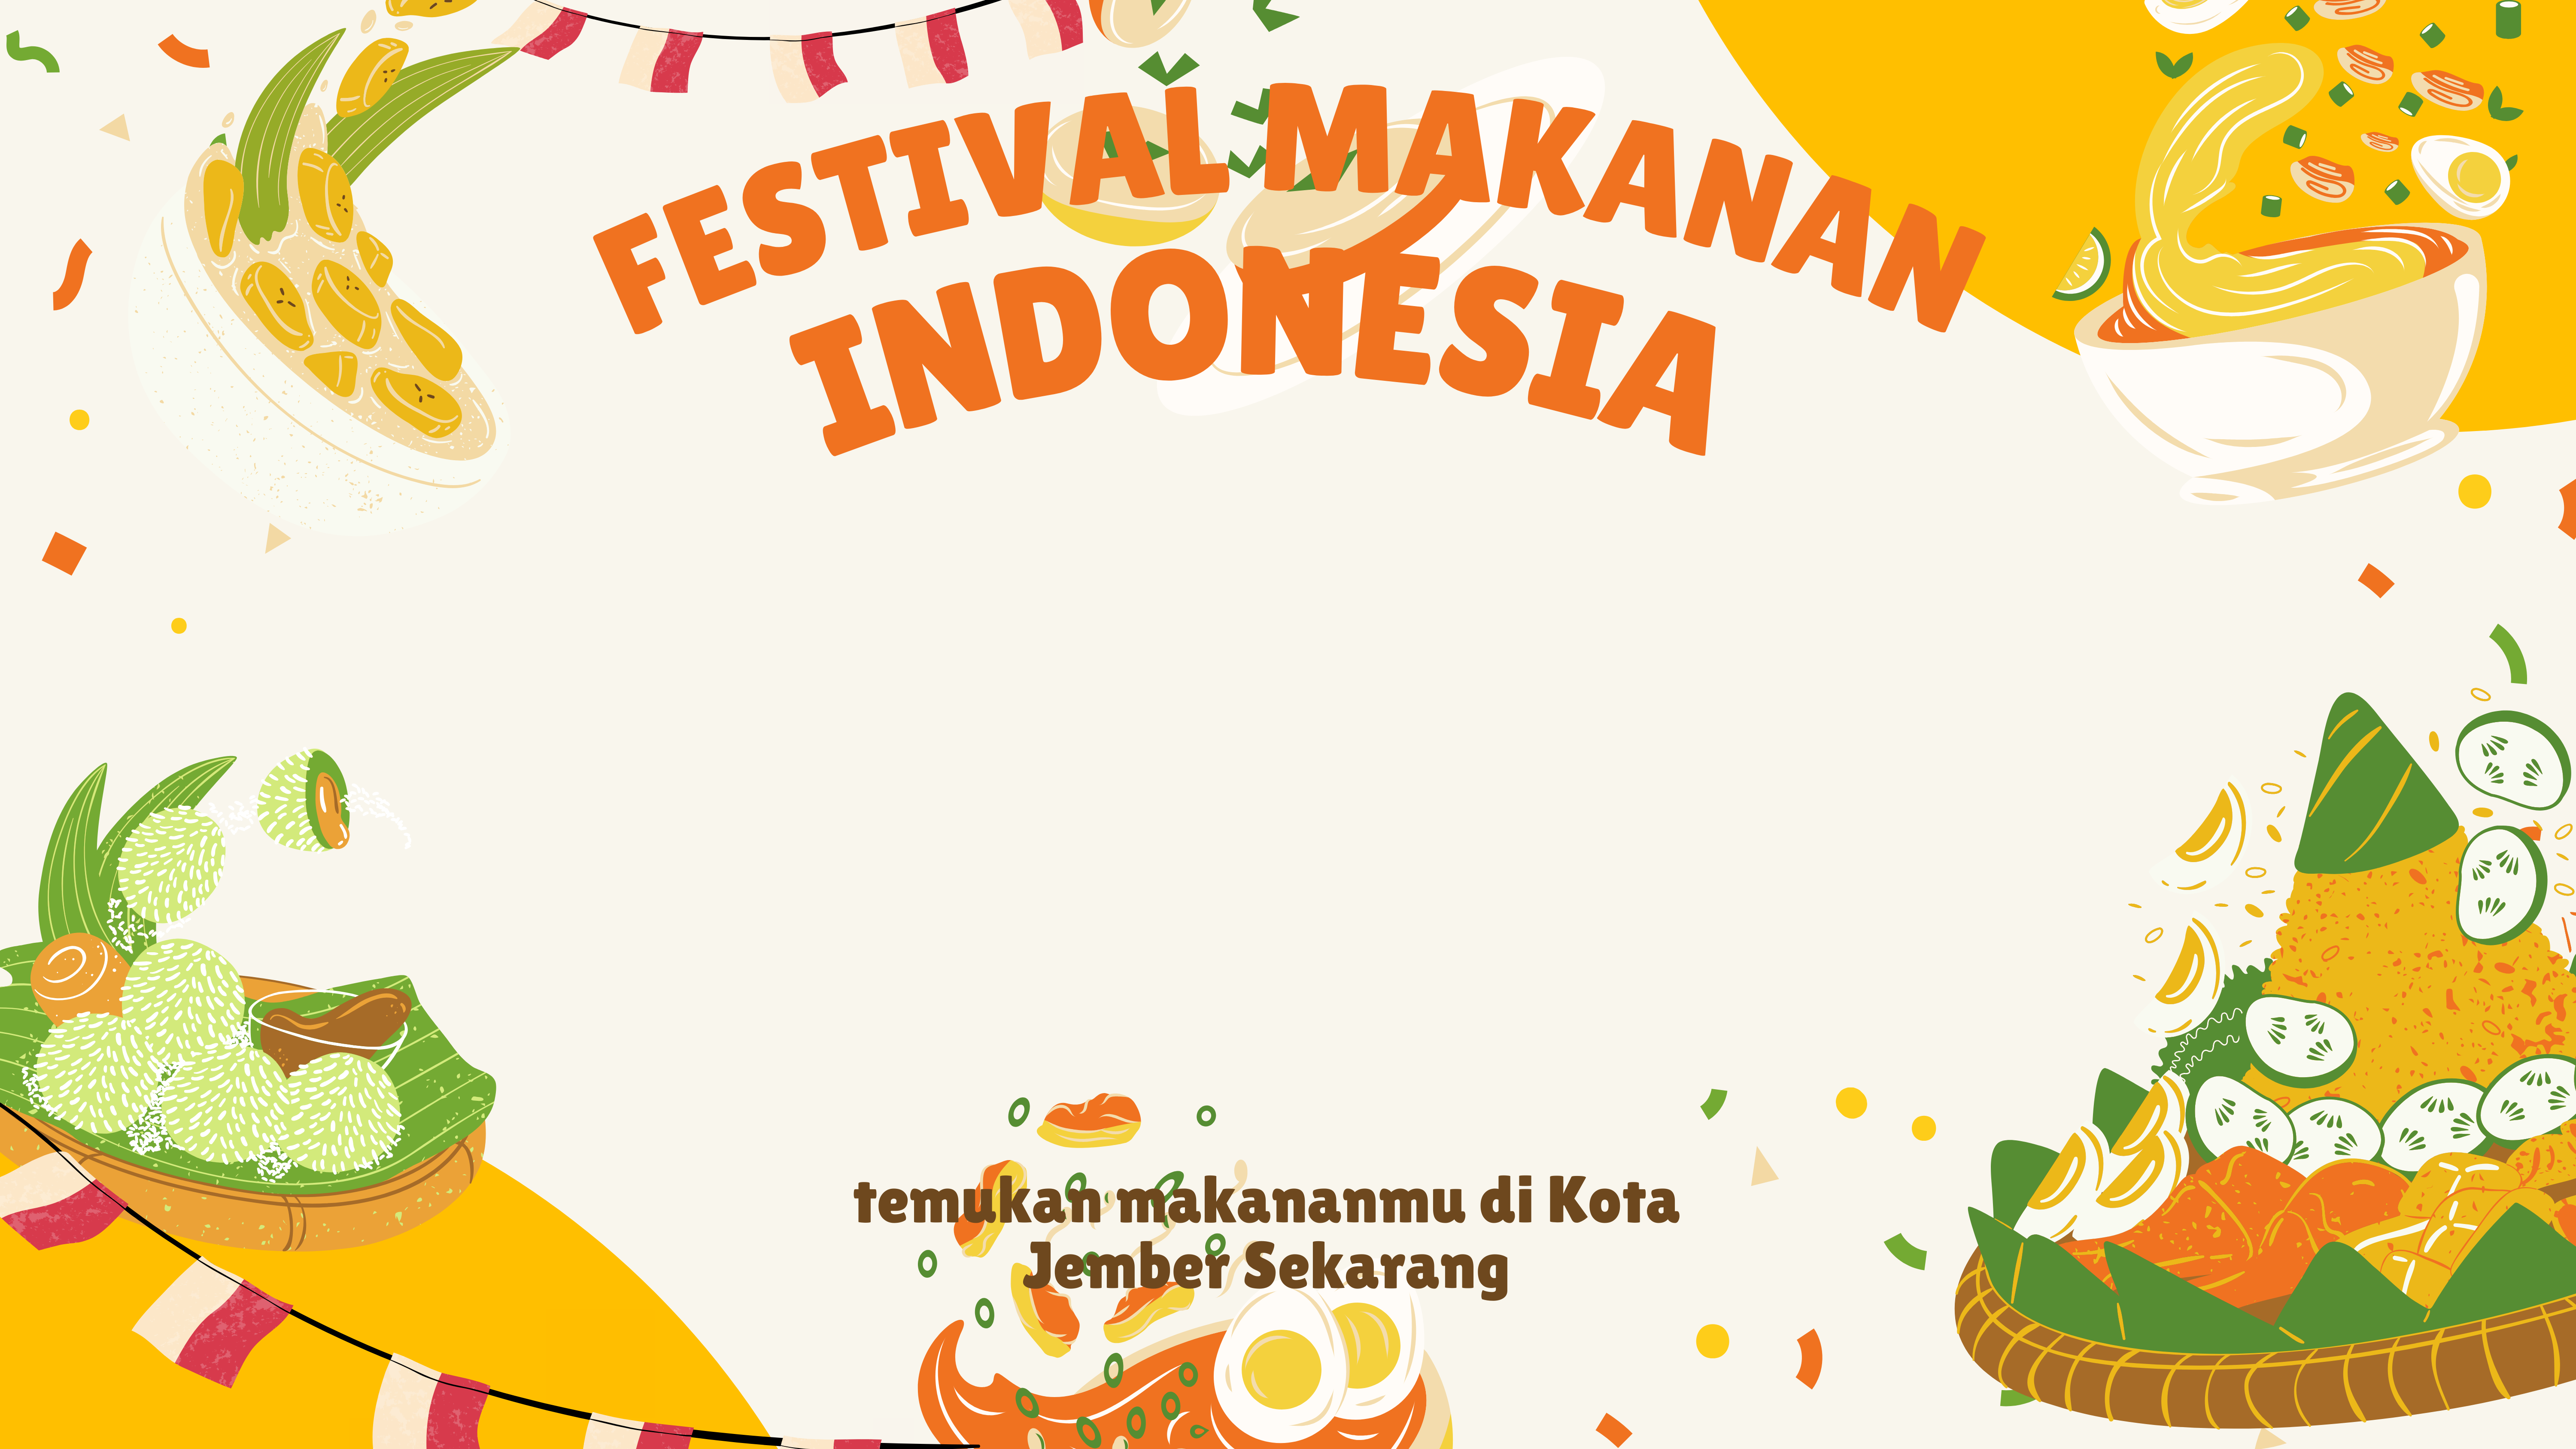 FESTIVAL MAKANAN
INDONESIA
temukan makananmu di Kota
Jember Sekarang